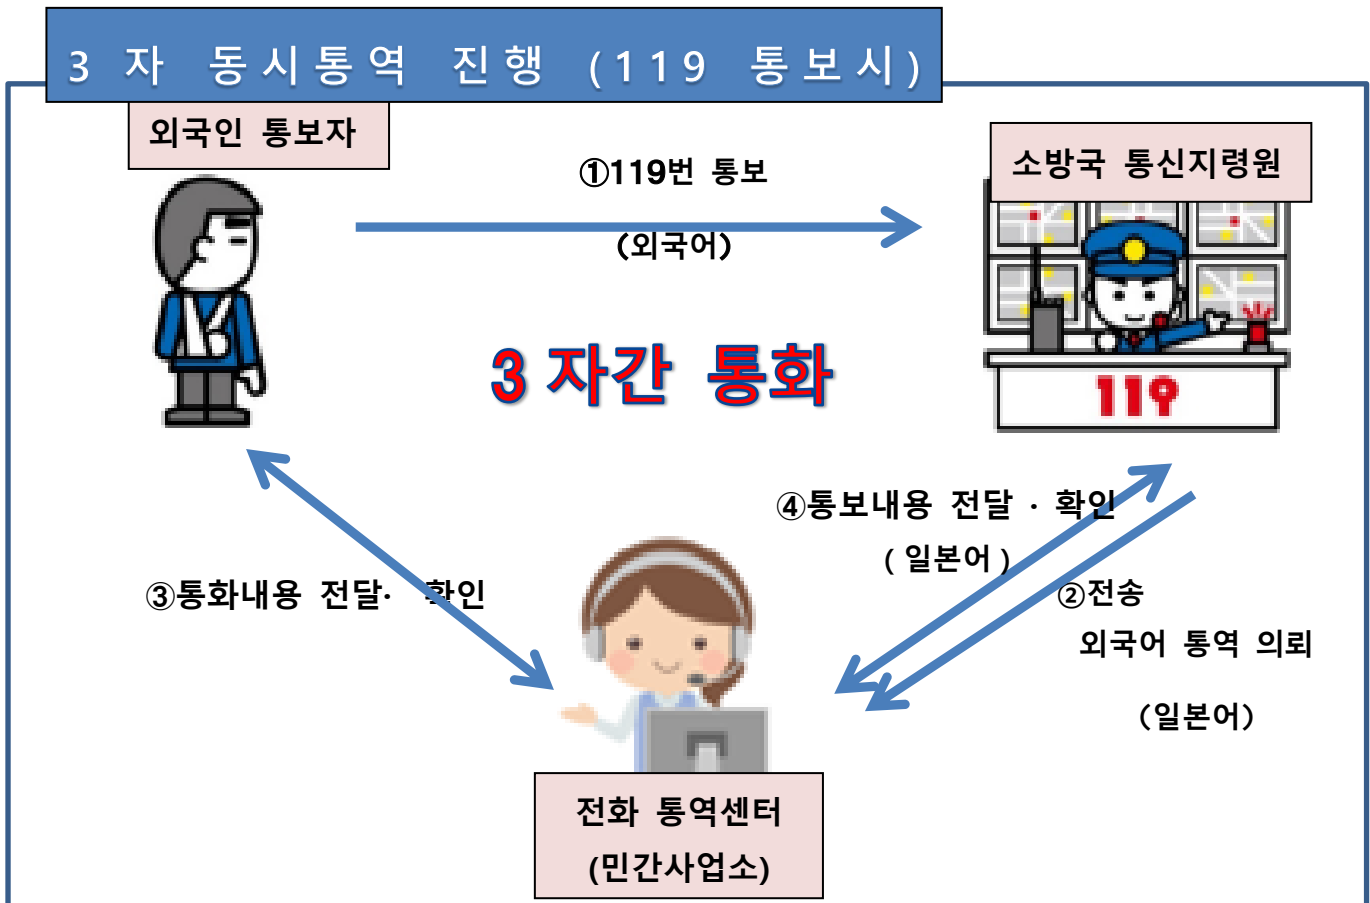 3 자 동시통역 진행 (119 통보시)
외국인 통보자
①119번 통보
(외국어)
소방국 통신지령원
119
3 자간 통화
④통보내용 전달 · 확인
( 일본어 )
③통화내용 전달· 확인
②전송
외국어 통역 의뢰
(일본어)
전화 통역센터
(민간사업소)